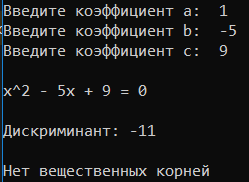 Введите коэффициент a:  1
Введите коэффициент b:  -5
Введите коэффициент c:  9
x^2 - 5x + 9 = 0
Дискриминант: -11
Нет вещественных корней